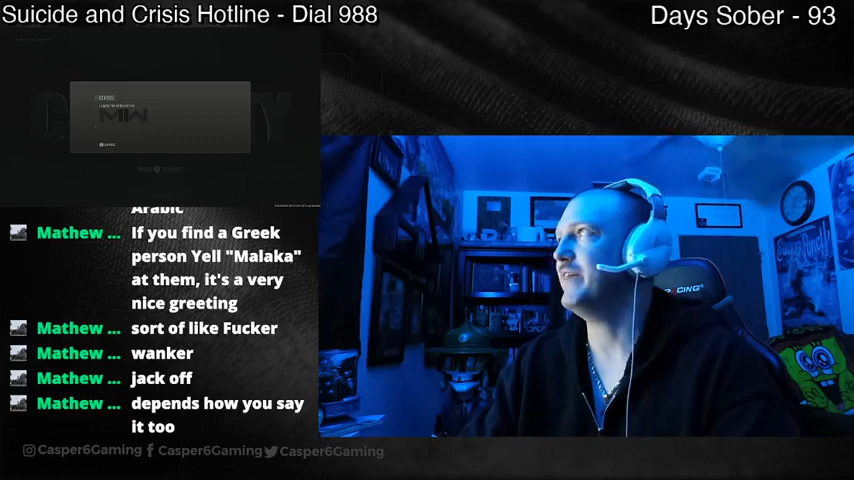 Suicide and Crisis Hotline - Dial 988
Days Sober - 93
STATUS
MW
Arabic
Mathew ... If you find a Greek
person Yell "Malaka"
at them, it's a very
nice greeting
Mathew ... sort of like Fucker
Mathew ... wanker
Mathew ... jack off
Mathew ... depends how you say
it too
Casper6Gaming Casper6Gaming Casper6Gaming